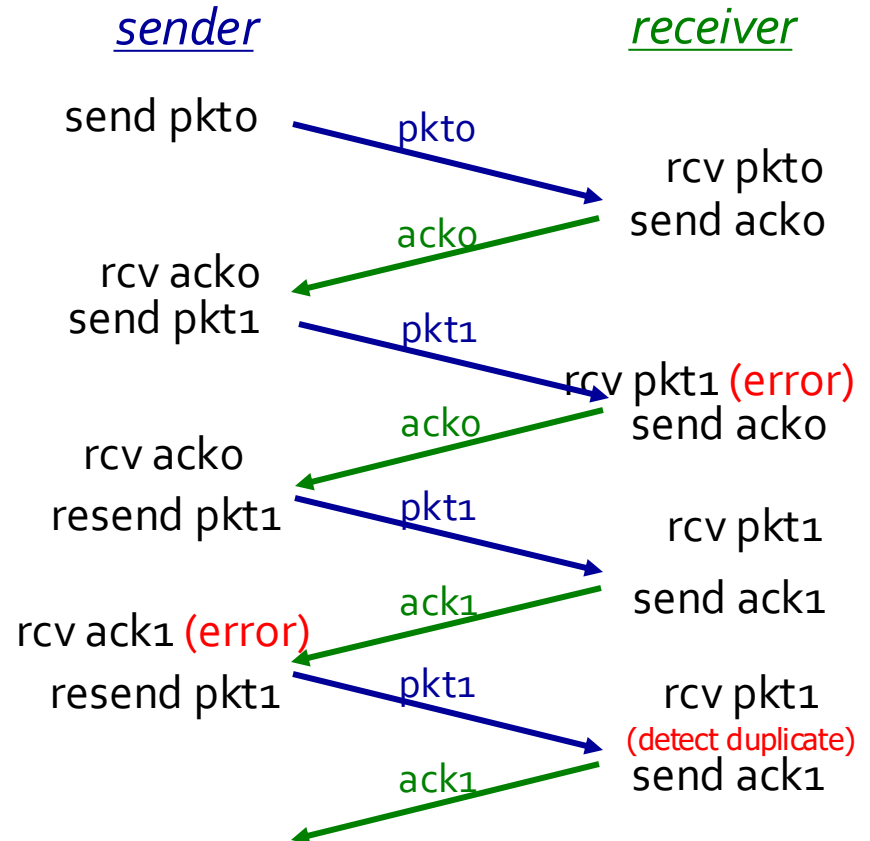 sender
receiver
send pkt0
pkt0
rcv pkt0
send ack0
ack0
rcv ack0
send pkt1
pkt1
rcv pkt1 (error)
send ack0
ack0
rcv ack0
resend pkt1
pkt1
rcv pkt1
send ack1
ack1
rcv ack1 (error)
resend pkt1
pkt1
rcv pkt1
(detect duplicate)
send ack1
ack1